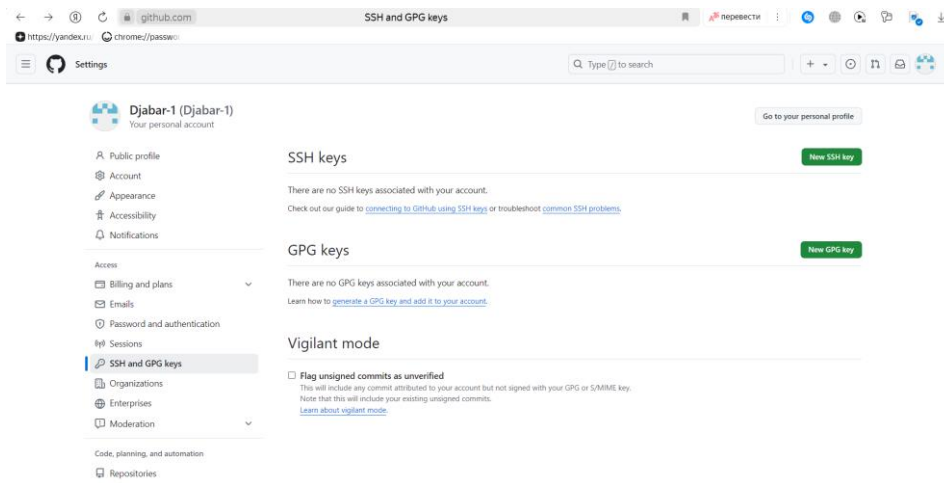 github.com
SSH and GPG keys
перевести
https://yandex.ru
chrome://passwo
Settings
Type / to search
Djabar-1 (Djabar-1)
Your personal account
Go to your personal profile
Public profile
Account
Appearance
Accessibility
Notifications
Access
Billing and plans
Emails
Password and authentication
Sessions
SSH and GPG keys
Organizations
Enterprises
Moderation
Code, planning, and automation
Repositories
SSH keys
New SSH key
There are no SSH keys associated with your account.
Check out our guide to connecting to GitHub using SSH keys or troubleshoot common SSH problems.
GPG keys
New GPG key
There are no GPG keys associated with your account.
Learn how to generate a GPG key and add it to your account.
Vigilant mode
Flag unsigned commits as unverified
This will include any commit attributed to your account but not signed with your GPG or S/MIME key.
Note that this will include your existing unsigned commits.
Learn about vigilant mode.